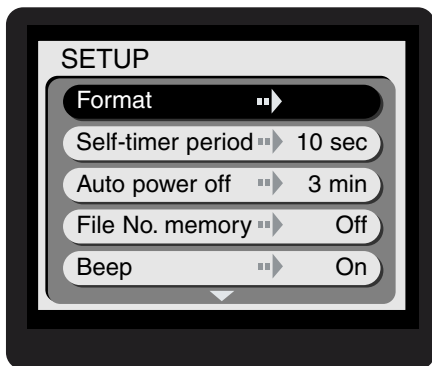 SETUP
Format
Self-timer period 10 sec
Auto power off 3 min
File No. memory Off
Beep On